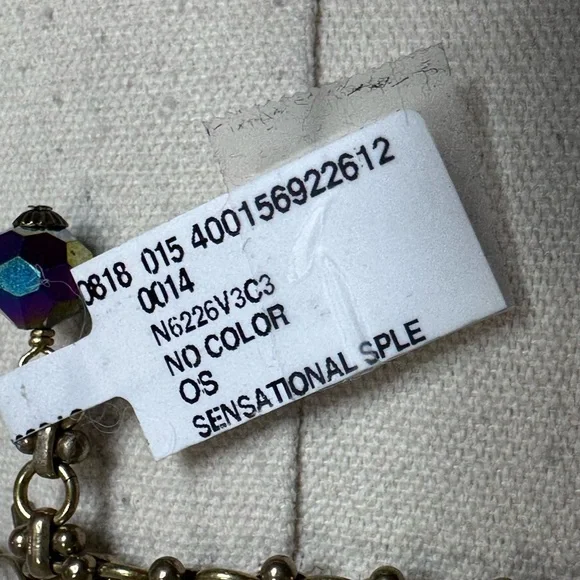 0818 015 400156922612
0014
N6226V3C3
NO COLOR
OS
SENSATIONAL SPLE